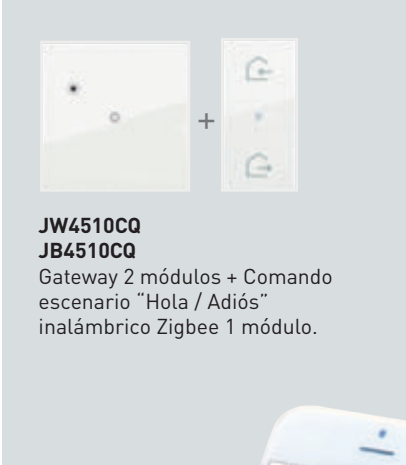 +
JW4510CQ
JB4510CQ
Gateway 2 módulos + Comando
escenario “Hola / Adiós”
inalámbrico Zigbee 1 módulo.